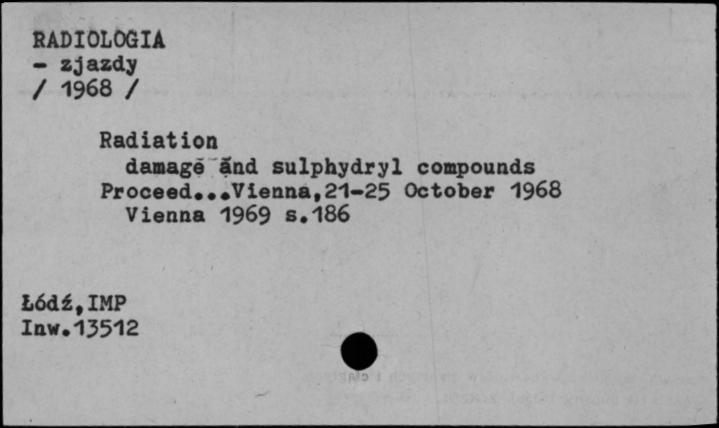 RADIOLOGIA
- zjazdy
/ 1968 /
Radiation
damage and sulphydryl compounds
Proceed...Vienna,21-25 October 1968
Vienna 1969 s.186
Łódź,IMP
Inw.13512